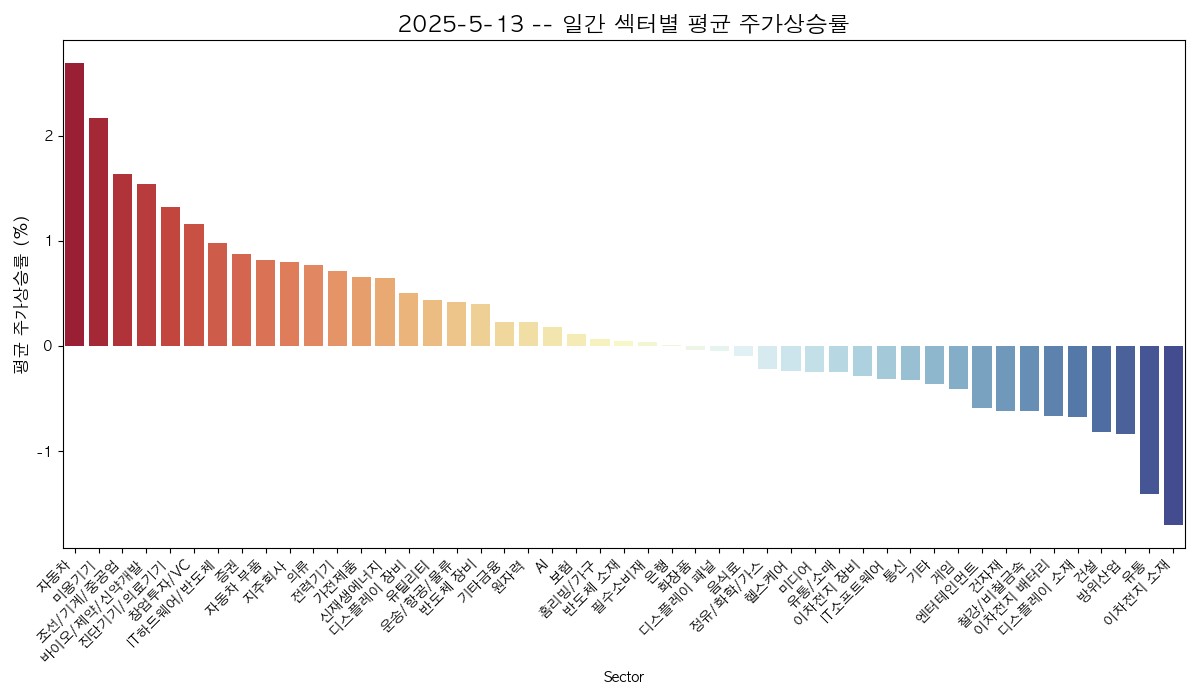 2025-5-13 -- 일간 섹터별 평균 주가상승률
평균 주가상승률 (%)
2
1
0
-1
자동차
미용기기
조선/기계/중공업
바이오/제약/신약개발
진단기기/의료기기
창업투자/VC
IT하드웨어/반도체
증권
자동차 부품
지주회사
의류
전력기기
가전제품
신재생에너지
디스플레이 장비
유틸리티
운송/항공/물류
반도체 장비
기타금융
원자력
AI
보험
홈리빙/가구
반도체 소재
필수소비재
은행
화장품
디스플레이 패널
음식료
정유/화학/가스
헬스케어
미디어
유통/소매
이차전지 장비
IT소프트웨어
통신
기타
게임
엔터테인먼트
건자재
철강/비철금속
이차전지 배터리
디스플레이 소재
건설
방위산업
유통
이차전지 소재
Sector